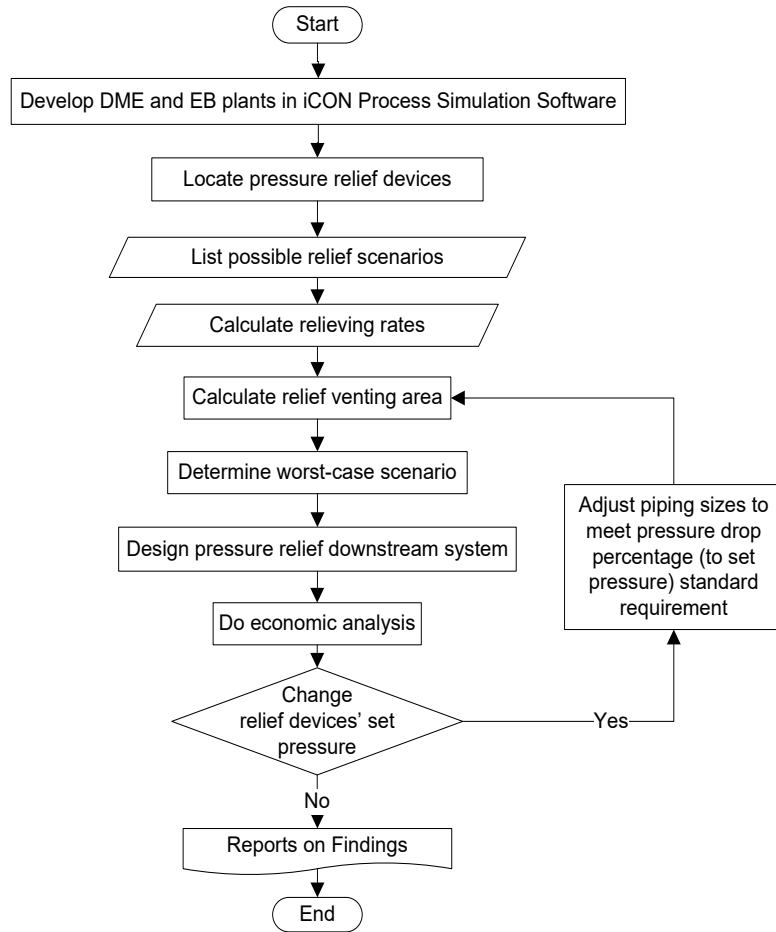 Start
Develop DME and EB plants in iCON Process Simulation Software
Locate pressure relief devices
List possible relief scenarios
Calculate relieving rates
Calculate relief venting area
Determine worst-case scenario
Design pressure relief downstream system
Do economic analysis
Change
relief devices’ set
pressure
Yes
Adjust piping sizes to
meet pressure drop
percentage (to set
pressure) standard
requirement
No
Reports on Findings
End